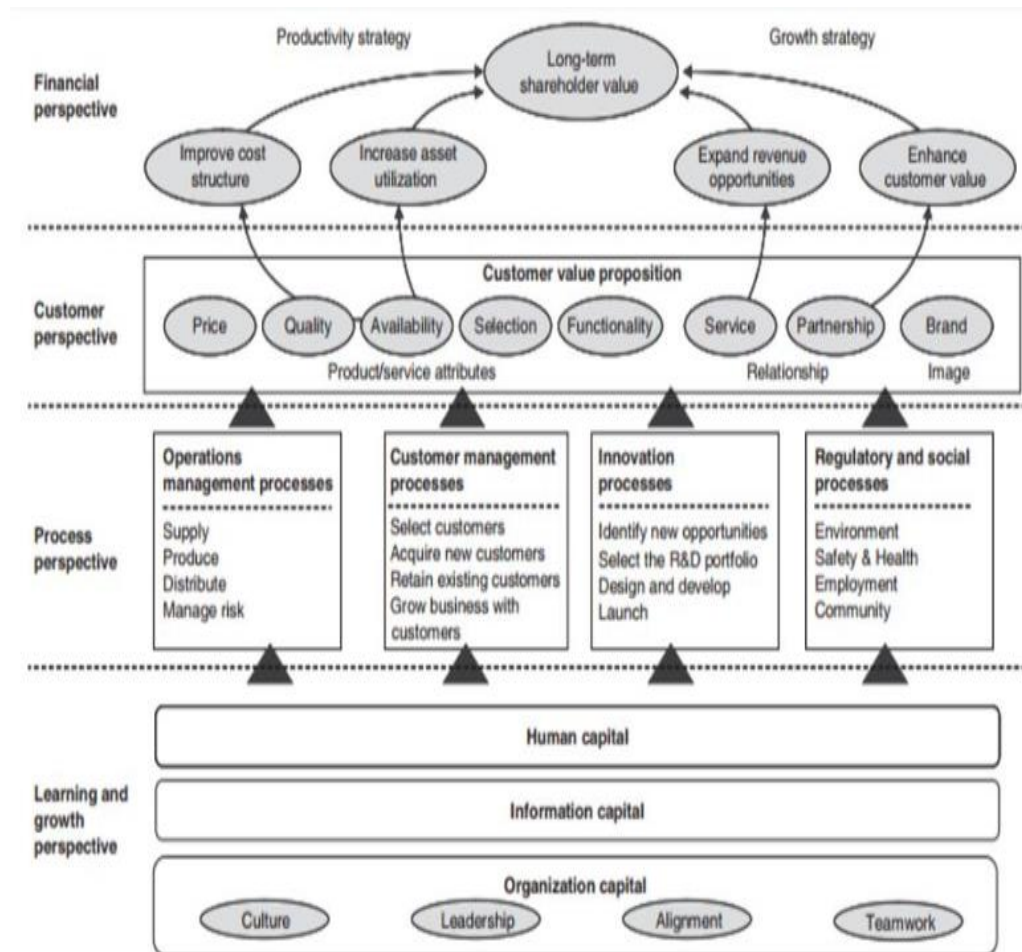 Productivity strategy
Growth strategy
Long-term
shareholder value
Financial
perspective
Improve cost
structure
Increase asset
utilization
Expand revenue
opportunities
Enhance
customer value
Customer value proposition
Customer
perspective
Price
Quality
Availability
Selection
Functionality
Service
Partnership
Brand
Product/service attributes
Relationship
Image
Process
perspective
Operations
management processes
Supply
Produce
Distribute
Manage risk
Customer management
processes
Select customers
Acquire new customers
Retain existing customers
Grow business with
customers
Innovation
processes
Identify new opportunities
Select the R&D portfolio
Design and develop
Launch
Regulatory and social
processes
Environment
Safety & Health
Employment
Community
Learning and
growth
perspective
Human capital
Information capital
Organization capital
Culture
Leadership
Alignment
Teamwork